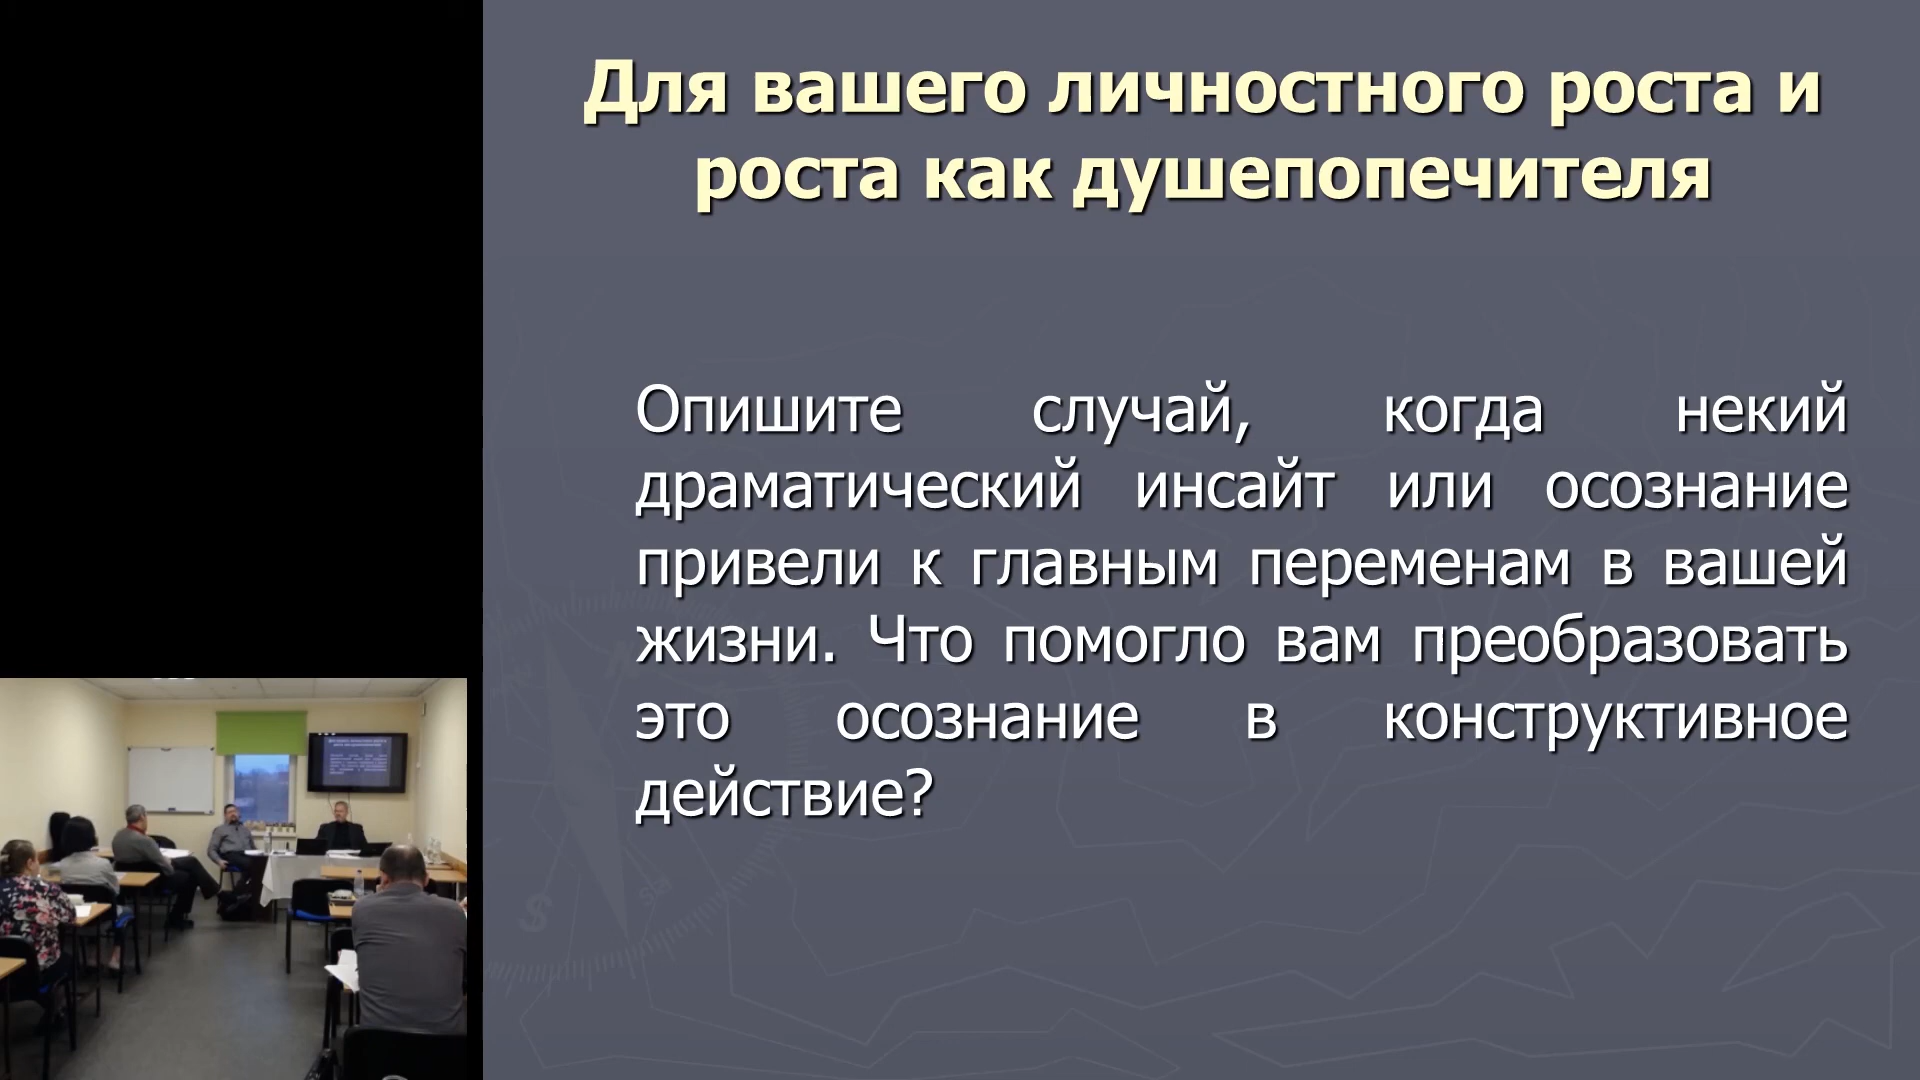 Для вашего личностного роста и
роста как душепопечителя
Опишите случай, когда некий
драматический инсайт или осознание
привели к главным переменам в вашей
жизни. Что помогло вам преобразовать
это осознание в конструктивное
действие?